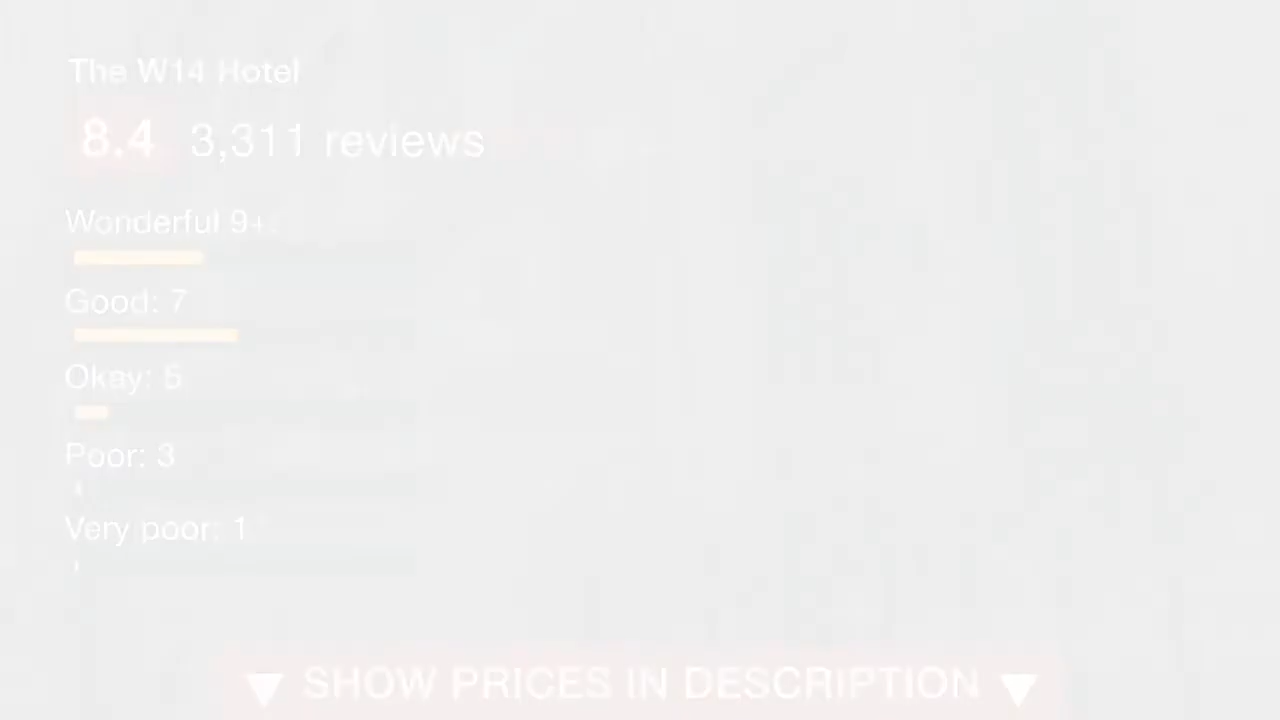 The W14 Hotel
8.4 3,311 reviews
Wonderful 9+
Good: 7
Okay: 5
Poor: 3
Very poor: 1
▼ SHOW PRICES IN DESCRIPTION ▼